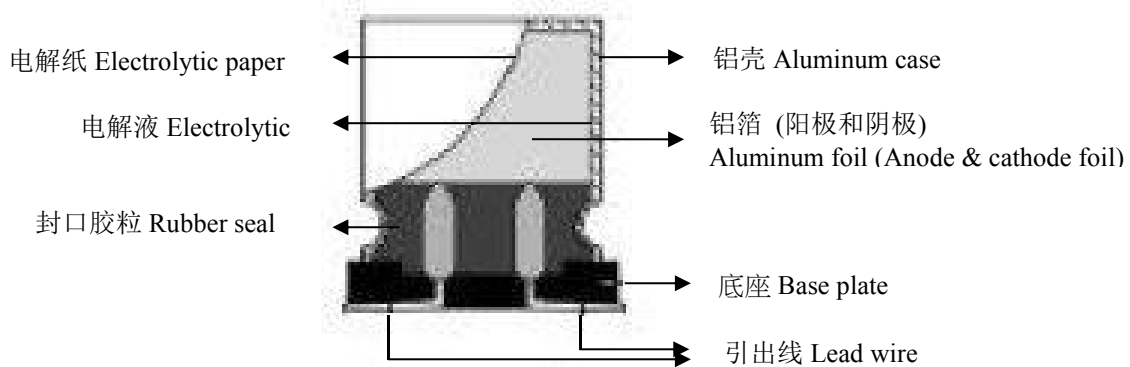 电解纸 Electrolytic paper
电解液 Electrolytic
封口胶粒 Rubber seal
铝壳 Aluminum case
铝箔 (阳极和阴极)
Aluminum foil (Anode & cathode foil)
底座 Base plate
引出线 Lead wire